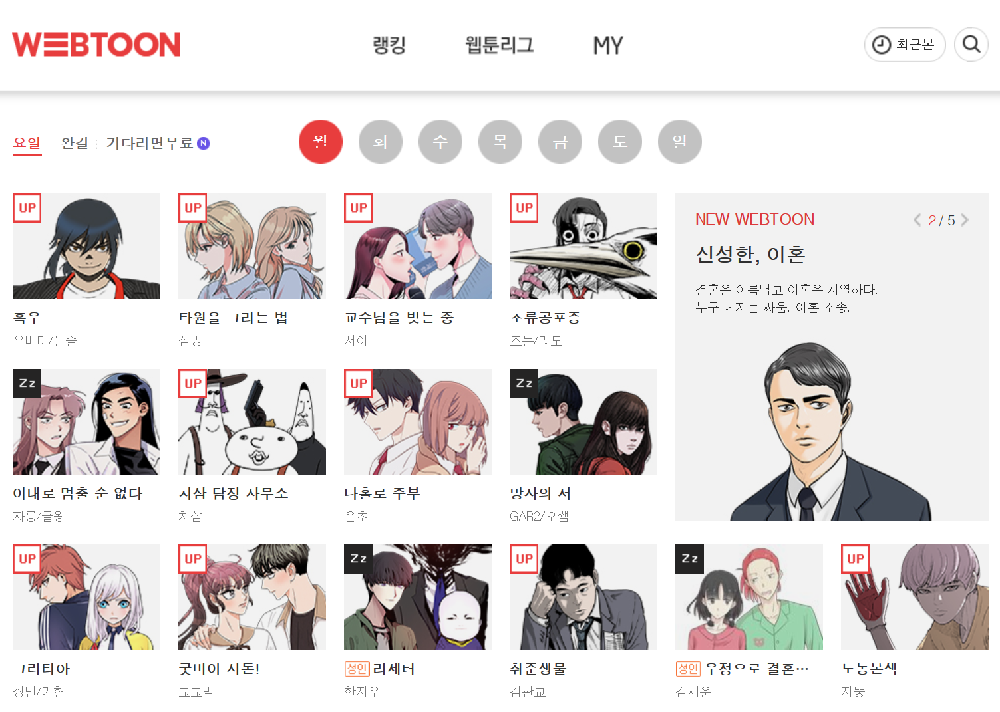 WEBTOON
랭킹
웹툰리그
MY
최근본
요일
완결
기다리면무료 N
월
화
수
목
금
토
일
UP
흑우
유베테/늙슬
UP
타원을 그리는 법
섬멍
UP
교수님을 빚는 중
서아
UP
조류공포증
조눈/리도
NEW WEBTOON
2 / 5
신성한, 이혼
결혼은 아름답고 이혼은 치열하다.
누구나 지는 싸움, 이혼 소송.
Zz
이대로 멈출 순 없다
자룡/골왕
UP
치삼 탐정 사무소
치삼
UP
나홀로 주부
은초
Zz
망자의 서
GAR2/오쌤
UP
그라티아
상민/기현
UP
굿바이 사돈!
교교박
Zz
성인 리세터
한지우
UP
취준생물
김판교
Zz
성인 우정으로 결혼…
김채운
UP
노동본색
지뚱